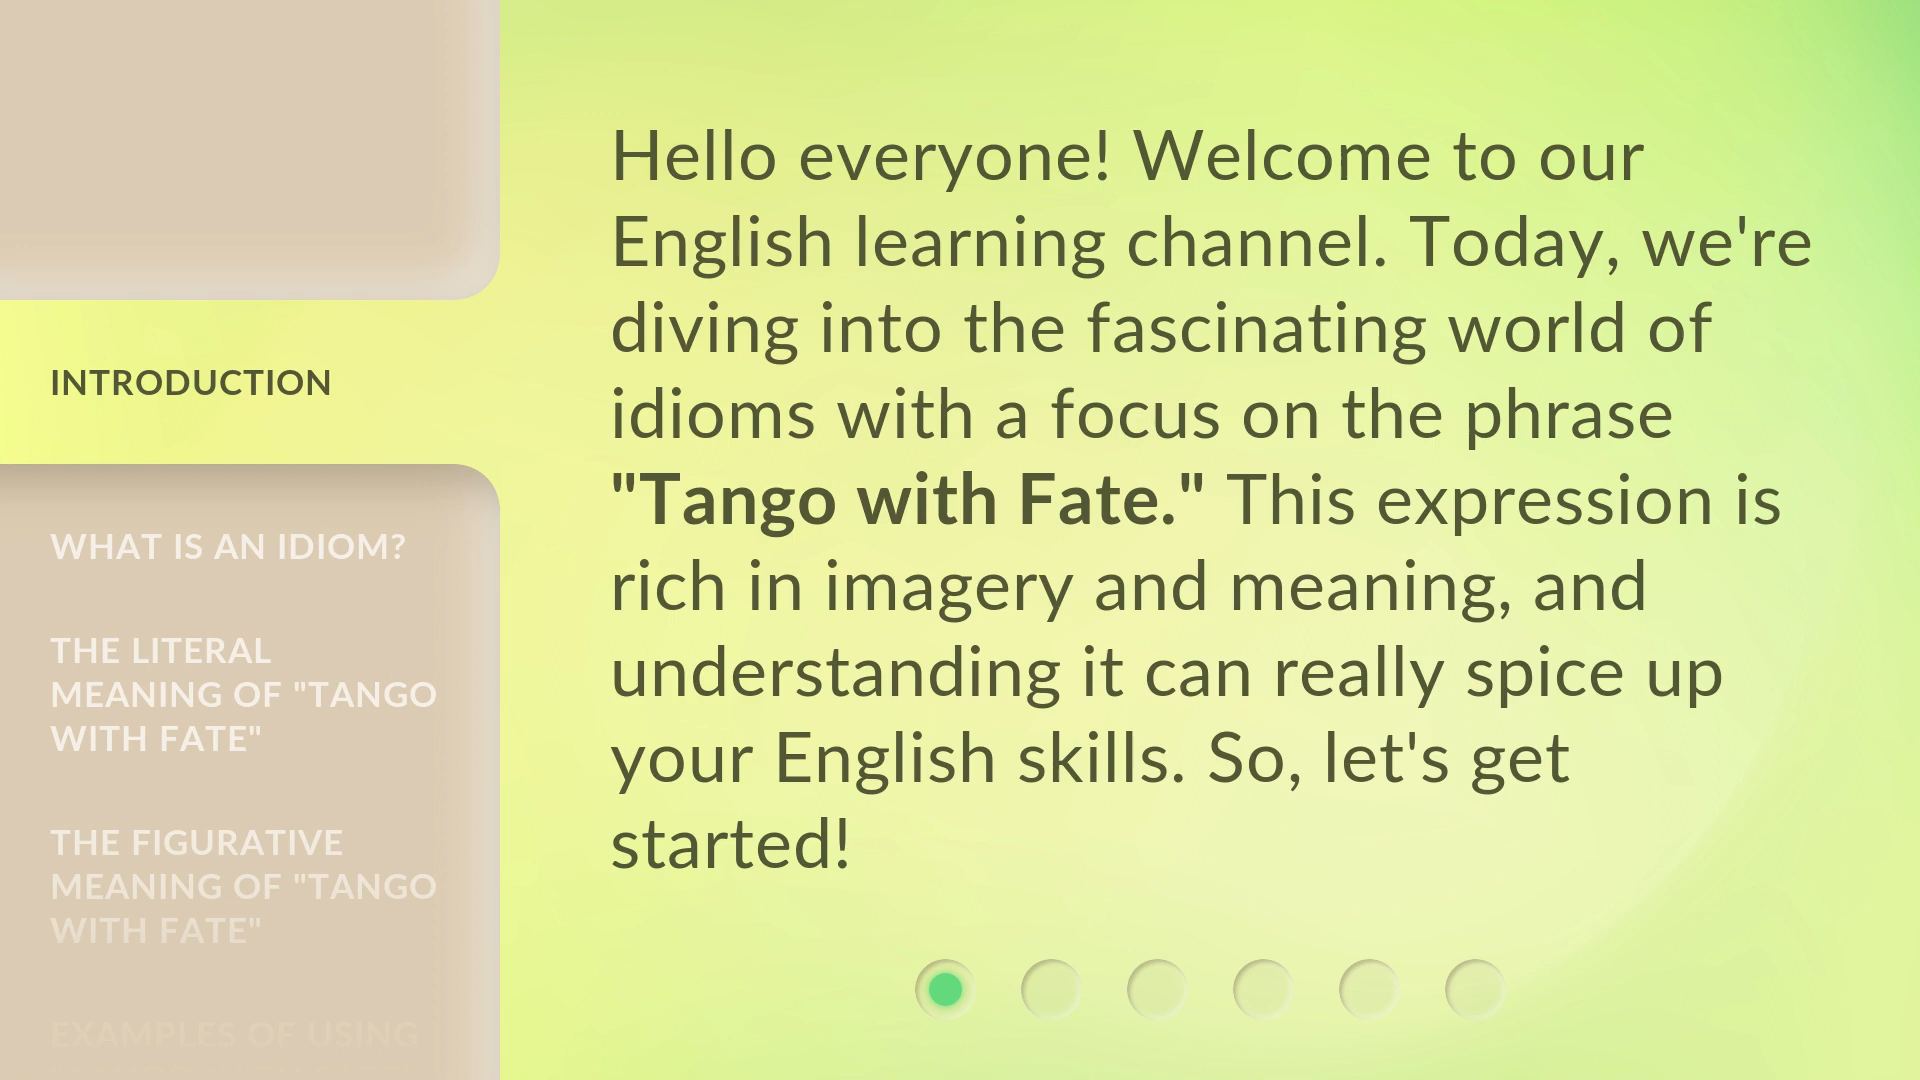 INTRODUCTION
WHAT IS AN IDIOM?
THE LITERAL
MEANING OF "TANGO
WITH FATE"
THE FIGURATIVE
MEANING OF "TANGO
WITH FATE"
EXAMPLES OF USING
Hello everyone! Welcome to our
English learning channel. Today, we're
diving into the fascinating world of
idioms with a focus on the phrase
"Tango with Fate." This expression is
rich in imagery and meaning, and
understanding it can really spice up
your English skills. So, let's get
started!